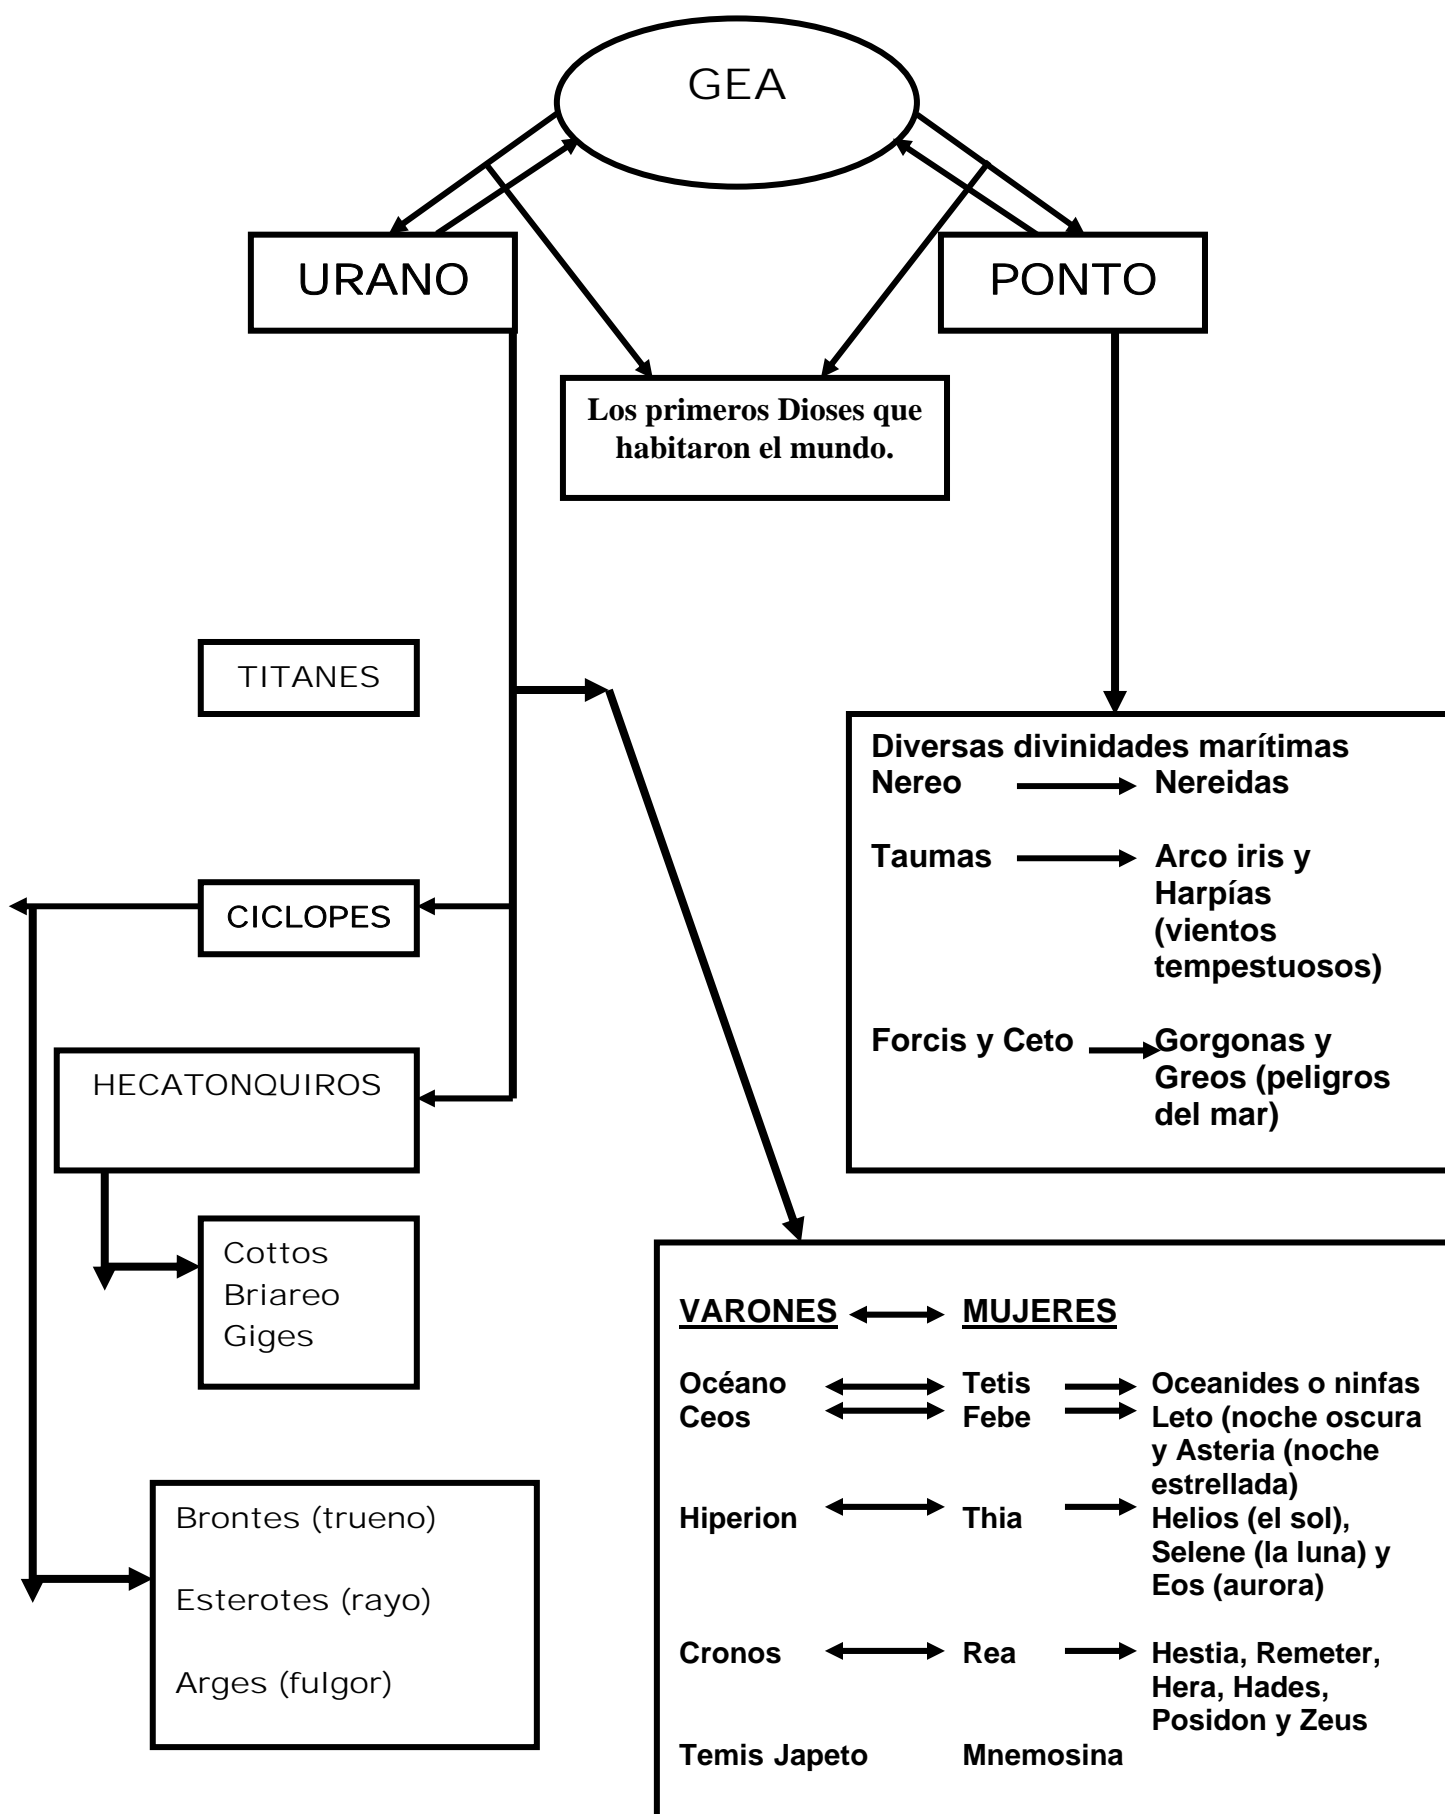 GEA
URANO
PONTO
Los primeros Dioses que
habitaron el mundo.
TITANES
CICLOPES
HECATONQUIROS
Cottos
Briareo
Giges
Brontes (trueno)
Esterotes (rayo)
Arges (fulgor)
Diversas divinidades marítimas
Nereo Nereidas
Taumas Arco iris y
Harpías
(vientos
tempestuosos)
Forcis y Ceto Gorgonas y
Greos (peligros
del mar)
VARONES MUJERES
Océano Tetis Oceanides o ninfas
Ceos Febe Leto (noche oscura
y Asteria (noche
estrellada)
Hiperion Thia Helios (el sol),
Selene (la luna) y
Eos (aurora)
Cronos Rea Hestia, Remeter,
Hera, Hades,
Posidon y Zeus
Temis Japeto Mnemosina